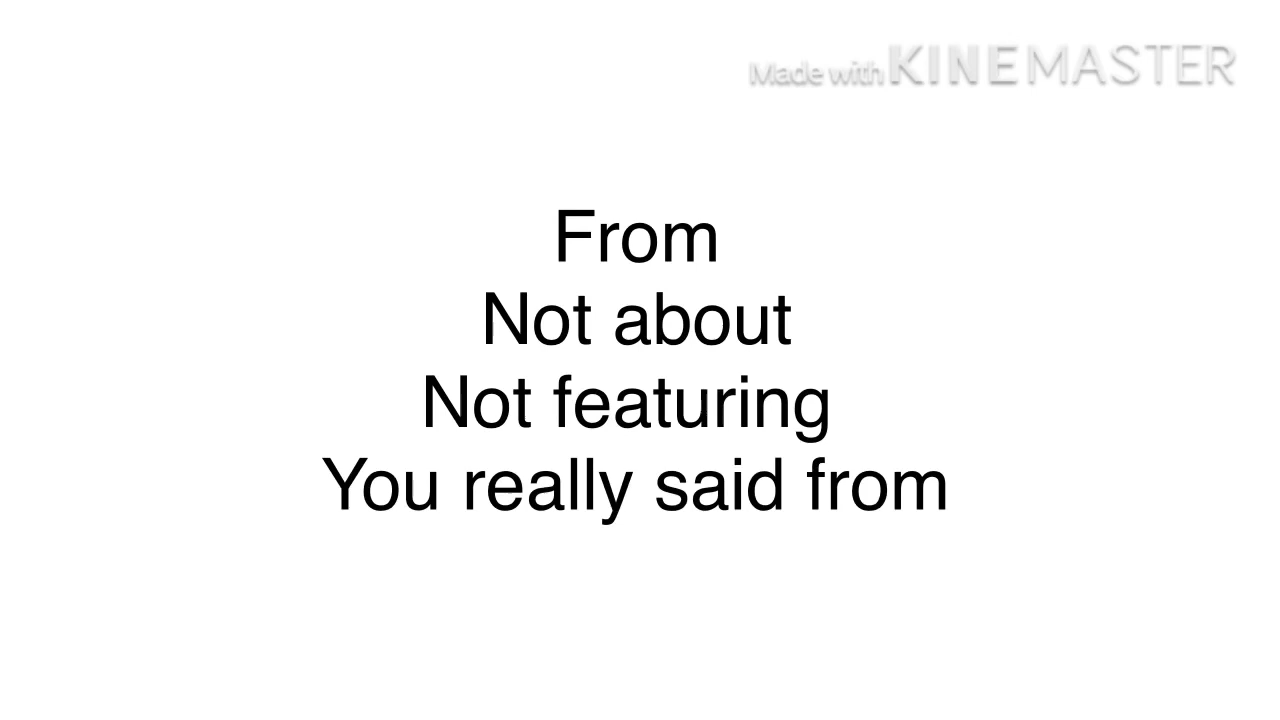 Made with KINEMASTER
From
Not about
Not featuring
You really said from